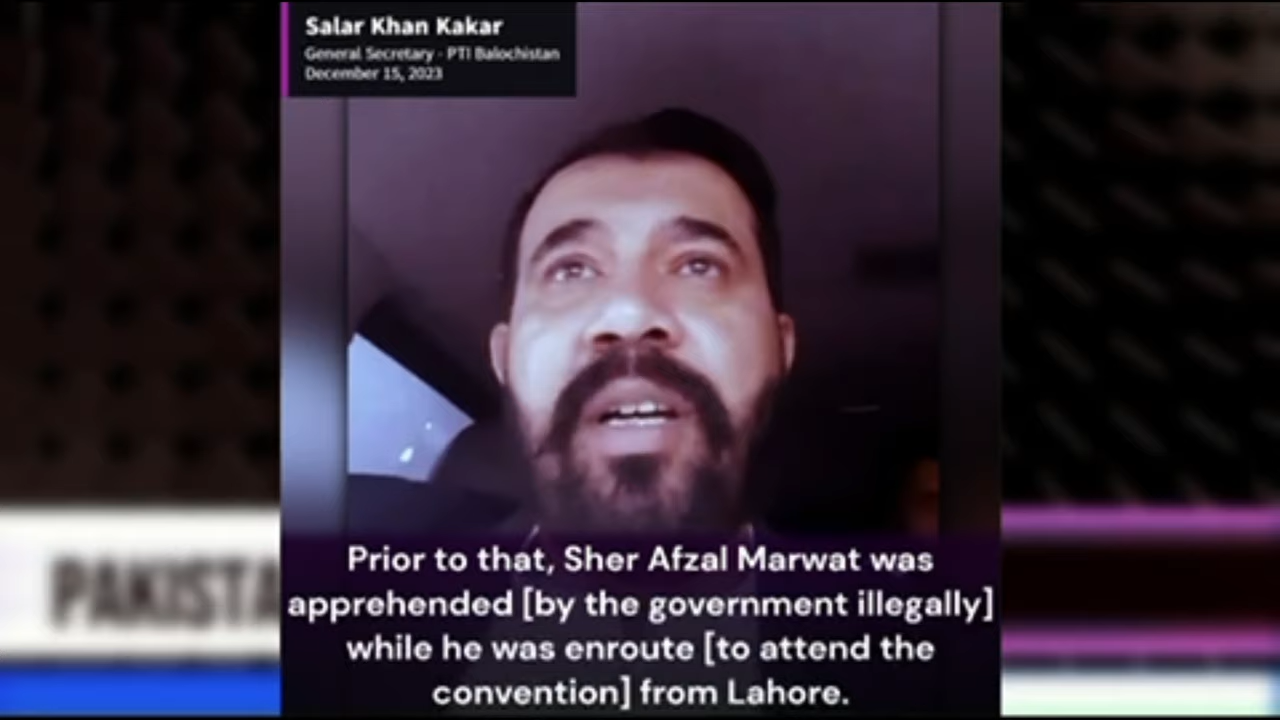 Salar Khan Kakar
General Secretary - PTI Balochistan
December 15, 2023
PAKISTA
Prior to that, Sher Afzal Marwat was
apprehended [by the government illegally]
while he was enroute [to attend the
convention] from Lahore.